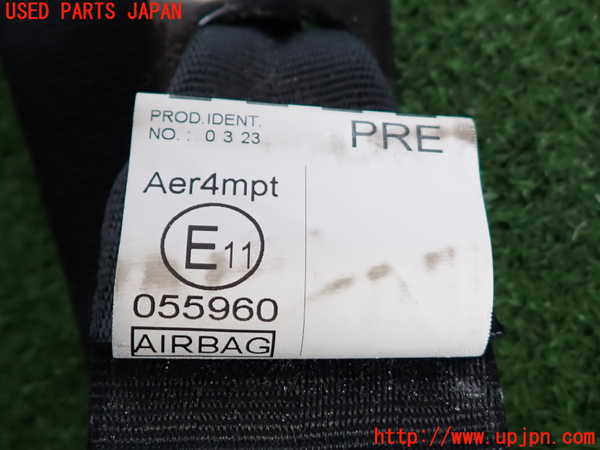 USED PARTS JAPAN
PROD.IDENT.
NO.: 0 3 23
PRE
Aer4mpt
E11
055960
AIRBAG
http://www.upjpn.com/